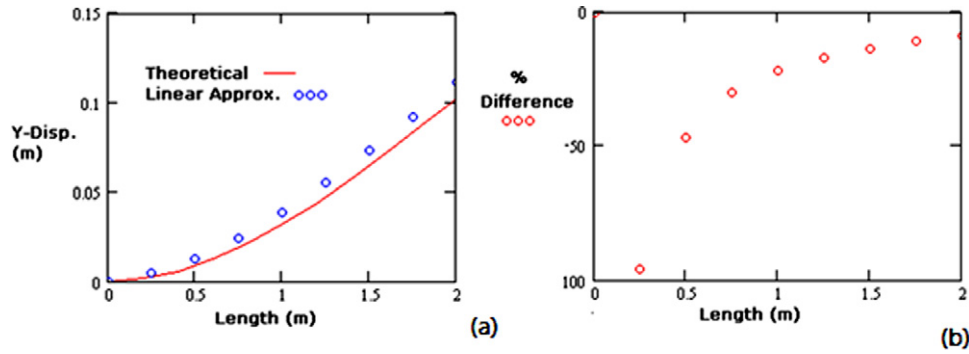 0.15
Theoretical
Linear Approx.
0.1
Y-Disp.
(m)
0.05
0
0
0.5
1
1.5
2
Length (m)
(a)
0
%
Difference
-50
100
0.5
1
1.5
2
Length (m)
(b)